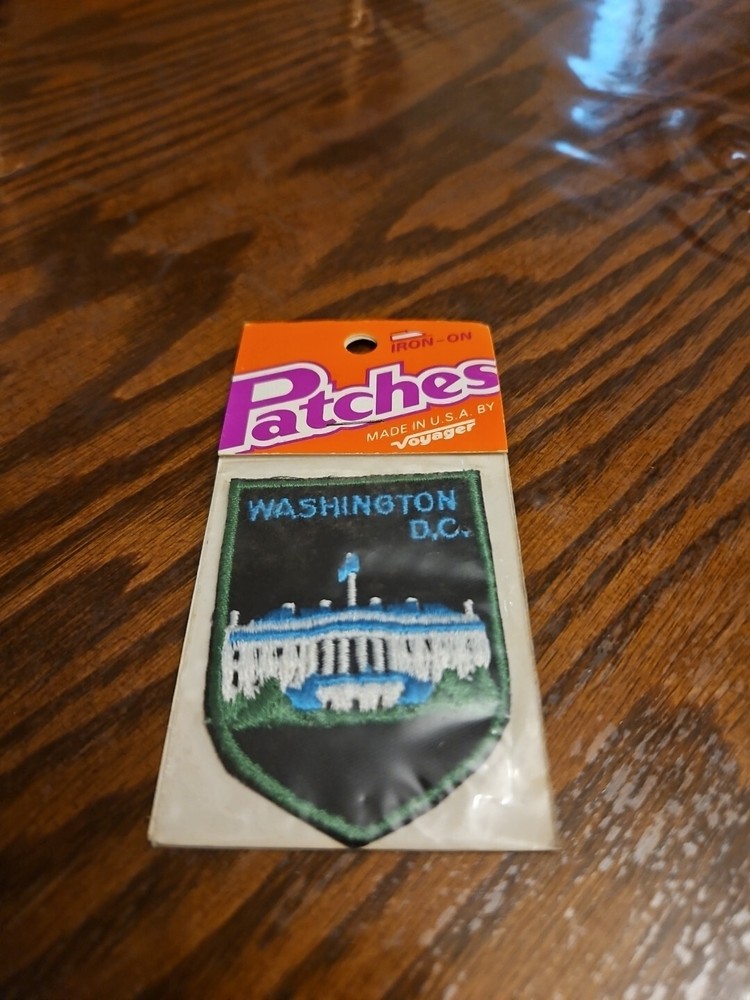 IRON-ON
Patches
MADE IN U.S.A. BY
Voyager
WASHINGTON
D.C.